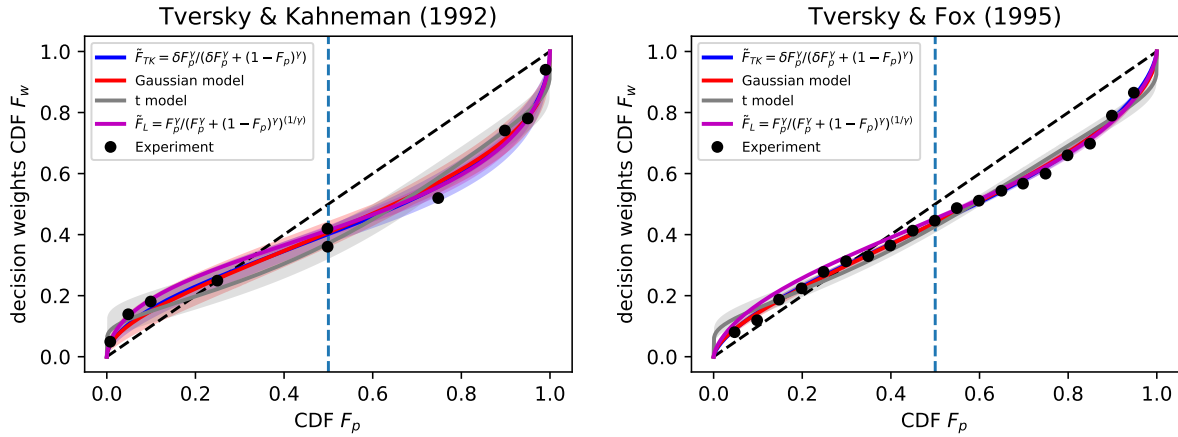 Tversky & Kahneman (1992)
1.0
0.8
0.6
0.4
0.2
0.0
decision weights CDF F_w
F̃_TK = δF_p^γ/(δF_p^γ + (1 − F_p)^γ)
Gaussian model
t model
F̃_L = F_p^γ/(F_p^γ + (1 − F_p)^γ)^(1/γ)
Experiment
0.0 0.2 0.4 0.6 0.8 1.0
CDF F_p
Tversky & Fox (1995)
1.0
0.8
0.6
0.4
0.2
0.0
decision weights CDF F_w
F̃_TK = δF_p^γ/(δF_p^γ + (1 − F_p)^γ)
Gaussian model
t model
F̃_L = F_p^γ/(F_p^γ + (1 − F_p)^γ)^(1/γ)
Experiment
0.0 0.2 0.4 0.6 0.8 1.0
CDF F_p